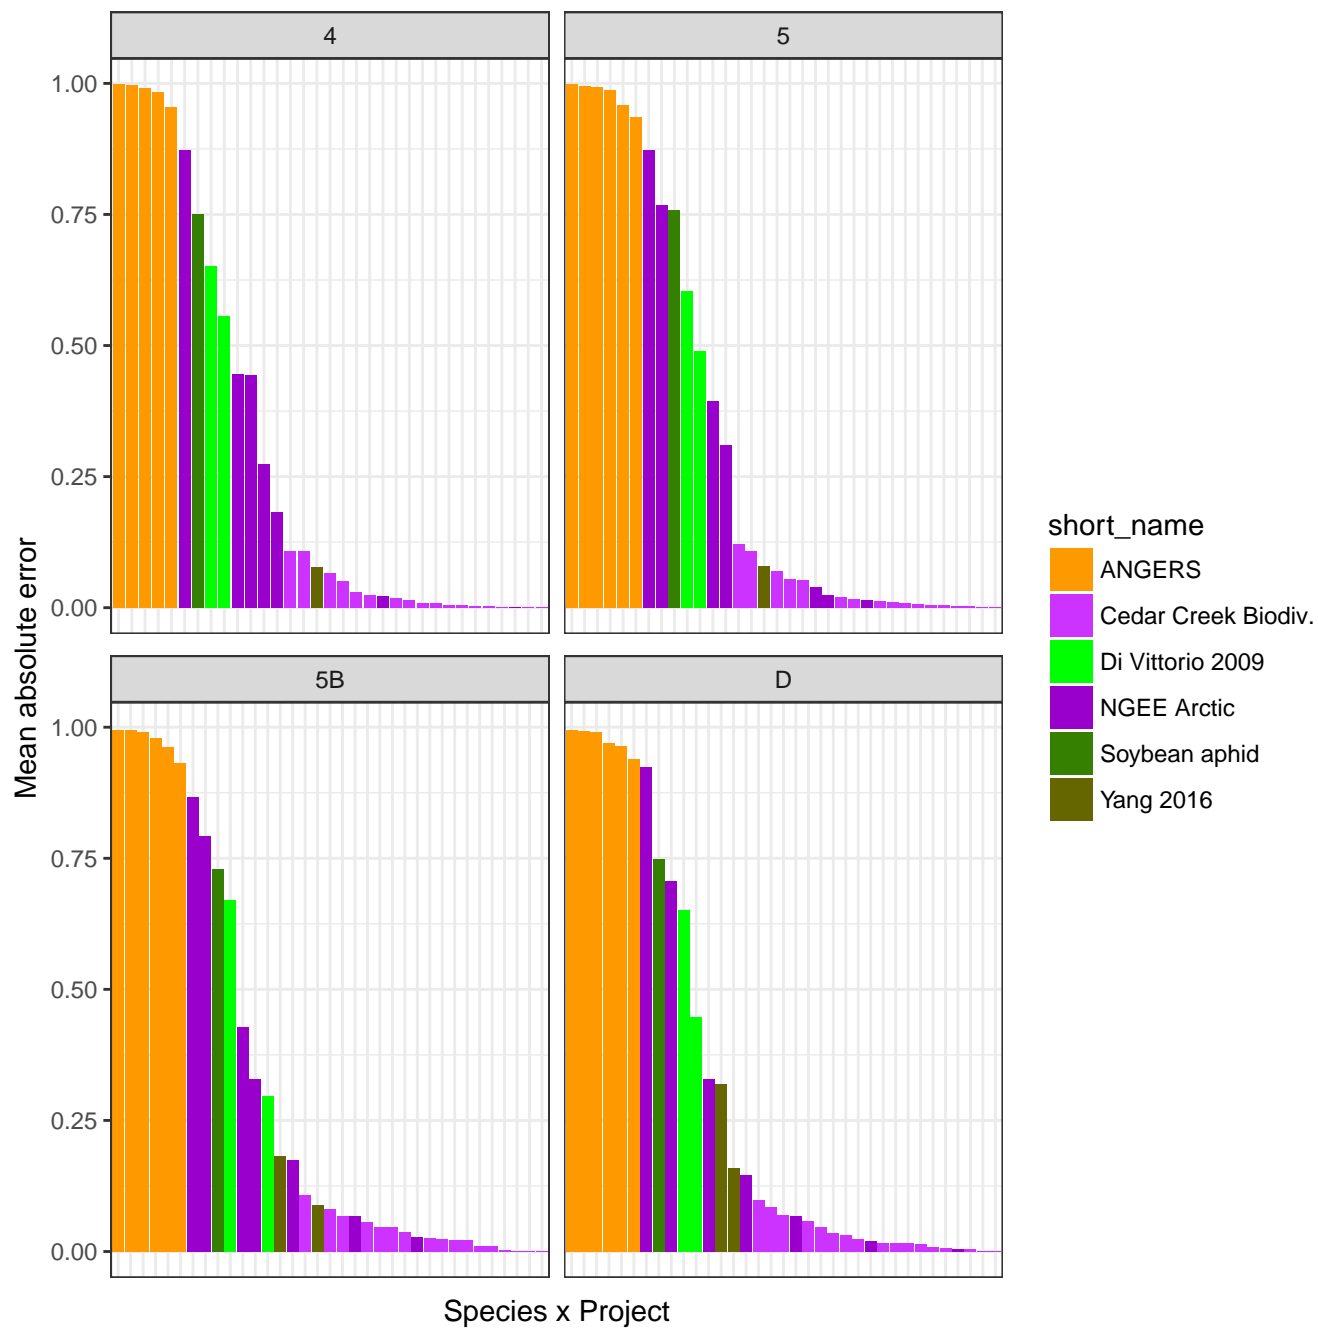 4
5
1.00
0.75
0.50
0.25
0.00
5B
D
1.00
0.75
0.50
0.25
0.00
Mean absolute error
Species x Project
short_name
ANGERS
Cedar Creek Biodiv.
Di Vittorio 2009
NGEE Arctic
Soybean aphid
Yang 2016